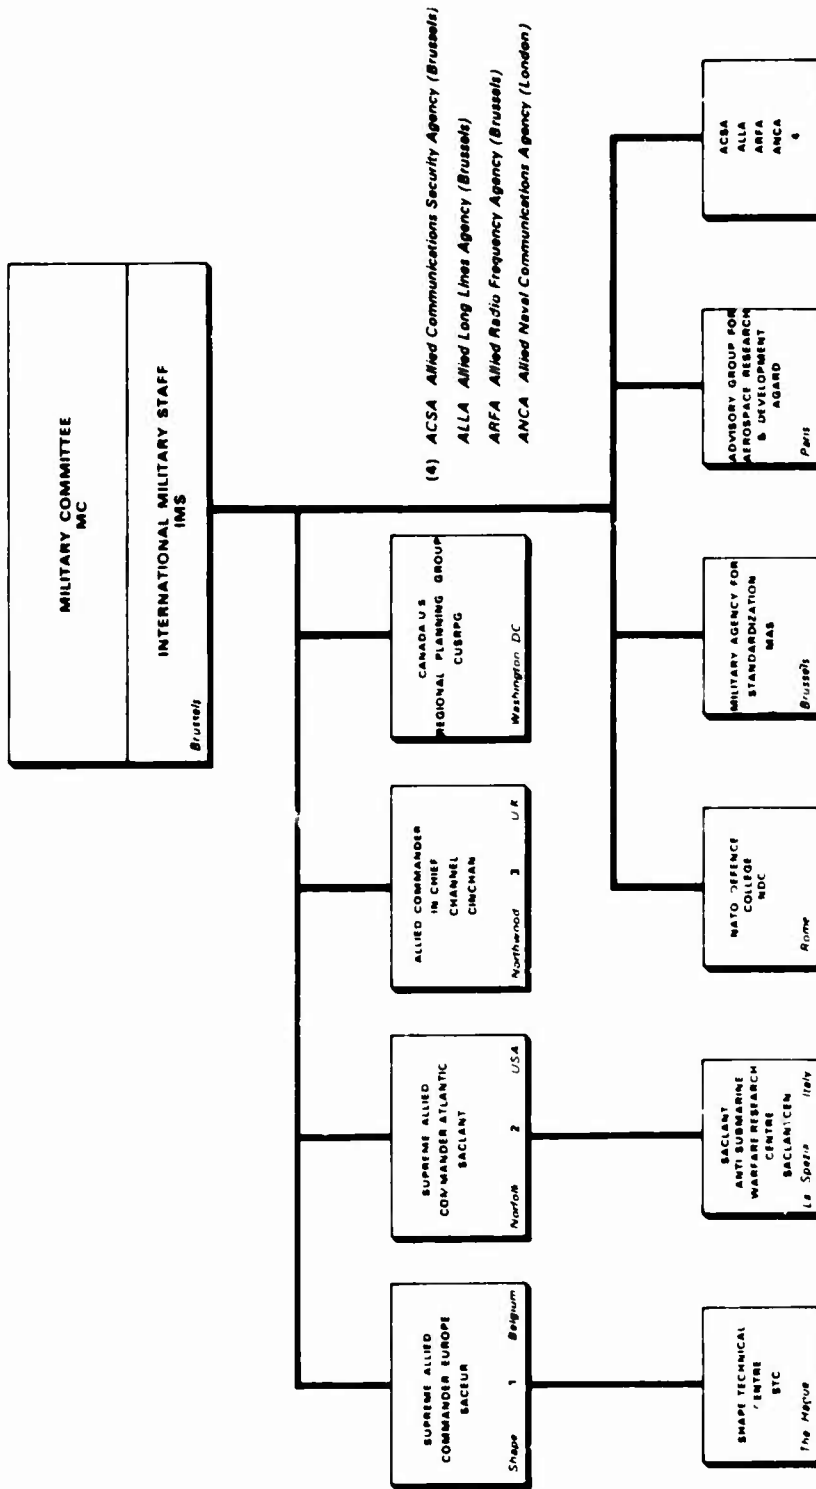 MILITARY COMMITTEE
MC
INTERNATIONAL MILITARY STAFF
IMS
Brussels
(4) ACSA Allied Communications Security Agency (Brussels)
ALLA Allied Long Lines Agency (Brussels)
ARFA Allied Radio Frequency Agency (Brussels)
ANCA Allied Naval Communications Agency (London)
SUPREME ALLIED
COMMANDER EUROPE
SACEUR
Shape 1 Belgium
SUPREME ALLIED
COMMANDER ATLANTIC
SACLANT
Norfolk 2 USA
ALLIED COMMANDER
IN CHIEF
CHANNEL
CINCHAN
Northwood 3 UK
CANADA U S
REGIONAL PLANNING GROUP
CUSRPG
Washington DC
SHAPE TECHNICAL
CENTRE
STC
The Hague
SACLANT
ANTI SUBMARINE
WARFARE RESEARCH
CENTRE
SACLANTCEN
La Spezia Italy
NATO DEFENCE
COLLEGE
NDC
Rome
MILITARY AGENCY FOR
STANDARDIZATION
MAS
Brussels
ADVISORY GROUP FOR
AEROSPACE RESEARCH
& DEVELOPMENT
AGARD
Paris
ACSA
ALLA
ARFA
ANCA
4